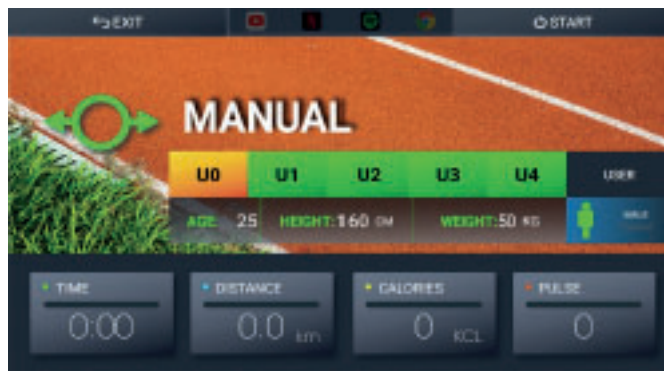 EXIT START
MANUAL
U0 U1 U2 U3 U4 USER
AGE: 25 HEIGHT:160 CM WEIGHT:50 KG MALE
TIME DISTANCE CALORIES PULSE
0:00 0.0 km 0 KCL 0